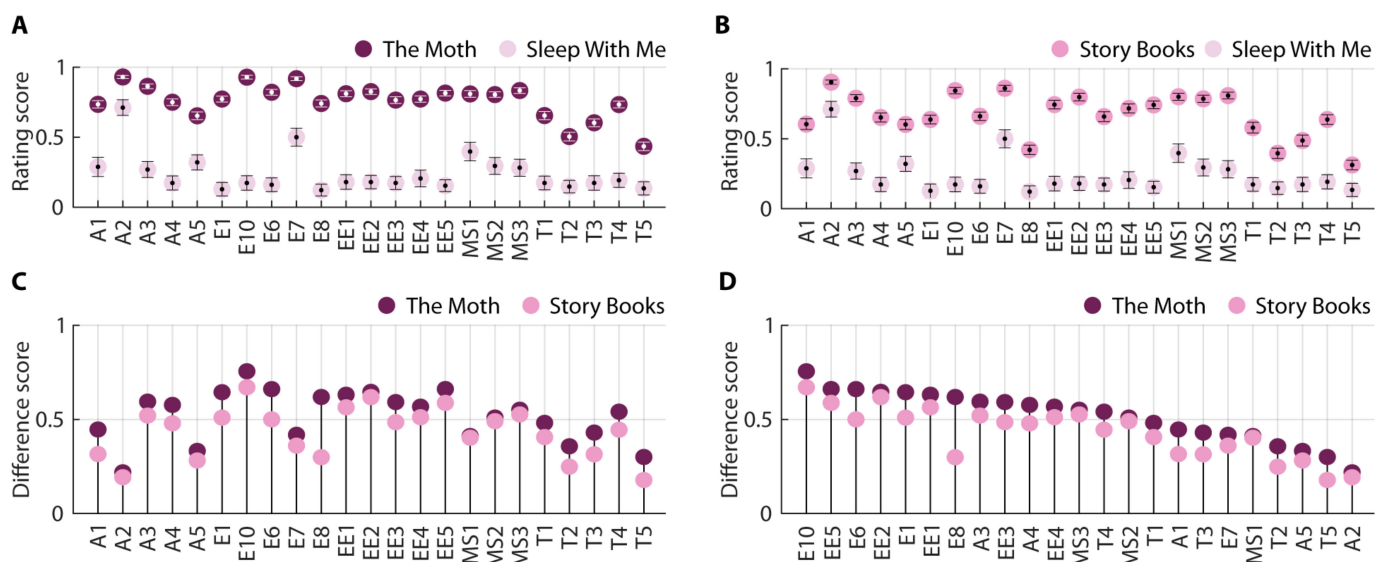 A
The Moth Sleep With Me
Rating score
1
0.5
0
A1 A2 A3 A4 A5 E1 E10 E6 E7 E8 EE1 EE2 EE3 EE4 EE5 MS1 MS2 MS3 T1 T2 T3 T4 T5
B
Story Books Sleep With Me
Rating score
1
0.5
0
A1 A2 A3 A4 A5 E1 E10 E6 E7 E8 EE1 EE2 EE3 EE4 EE5 MS1 MS2 MS3 T1 T2 T3 T4 T5
C
The Moth Story Books
Difference score
1
0.5
0
A1 A2 A3 A4 A5 E1 E10 E6 E7 E8 EE1 EE2 EE3 EE4 EE5 MS1 MS2 MS3 T1 T2 T3 T4 T5
D
The Moth Story Books
Difference score
1
0.5
0
E10 EE5 E6 EE2 E1 EE1 E8 A3 EE3 A4 EE4 MS3 T4 MS2 T1 A1 T3 E7 MS1 T2 A5 T5 A2